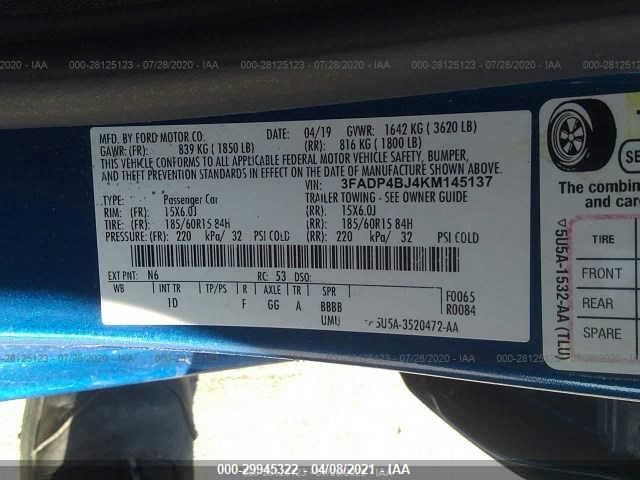 000-28125123 - 07/28/2020 - IAA
MFD. BY FORD MOTOR CO. DATE: 04/19 GVWR: 1642 KG ( 3620 LB)
GAWR: (FR): 839 KG ( 1850 LB) (RR): 816 KG ( 1800 LB)
THIS VEHICLE CONFORMS TO ALL APPLICABLE FEDERAL MOTOR VEHICLE SAFETY, BUMPER,
AND THEFT PREVENTION STANDARDS IN EFFECT ON THE DATE OF MANUFACTURE SHOWN ABOVE.
VIN: 3FADP4BJ4KM145137
TYPE: Passenger Car TRAILER TOWING - SEE OWNER GUIDE
RIM: (FR): 15X6.0J (RR): 15X6.0J
TIRE: (FR): 185/60R15 84H (RR): 185/60R15 84H
PRESSURE: (FR): 220 kPa/ 32 PSI COLD (RR): 220 kPa/ 32 PSI COLD
EXT PNT: N6 RC: 53 DSO:
WB INT TR TP/PS R AXLE TR SPR
ID F GG A BBBB F0065
R0084
UMU 5U5A-3520472-AA
5U5A-1532-AA (TLU)
TIRE
FRONT
REAR
SPARE
000-29945322 - 04/08/2021 - IAA